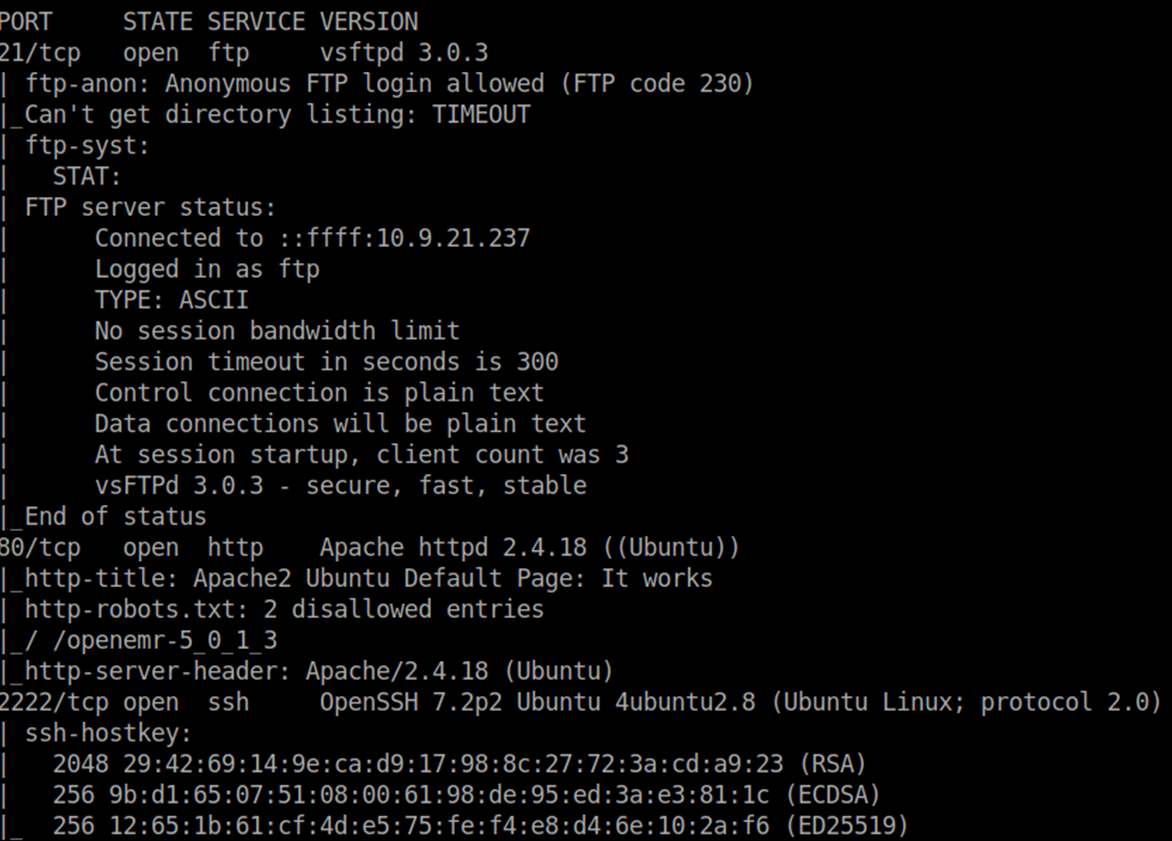 PORT     STATE SERVICE VERSION
21/tcp   open  ftp     vsftpd 3.0.3
| ftp-anon: Anonymous FTP login allowed (FTP code 230)
|_Can't get directory listing: TIMEOUT
| ftp-syst:
|   STAT:
| FTP server status:
|      Connected to ::ffff:10.9.21.237
|      Logged in as ftp
|      TYPE: ASCII
|      No session bandwidth limit
|      Session timeout in seconds is 300
|      Control connection is plain text
|      Data connections will be plain text
|      At session startup, client count was 3
|      vsFTPd 3.0.3 - secure, fast, stable
|_End of status
80/tcp   open  http    Apache httpd 2.4.18 ((Ubuntu))
|_http-title: Apache2 Ubuntu Default Page: It works
| http-robots.txt: 2 disallowed entries
|_/ /openemr-5_0_1_3
|_http-server-header: Apache/2.4.18 (Ubuntu)
2222/tcp open  ssh     OpenSSH 7.2p2 Ubuntu 4ubuntu2.8 (Ubuntu Linux; protocol 2.0)
| ssh-hostkey:
|   2048 29:42:69:14:9e:ca:d9:17:98:8c:27:72:3a:cd:a9:23 (RSA)
|   256 9b:d1:65:07:51:08:00:61:98:de:95:ed:3a:e3:81:1c (ECDSA)
|_  256 12:65:1b:61:cf:4d:e5:75:fe:f4:e8:d4:6e:10:2a:f6 (ED25519)